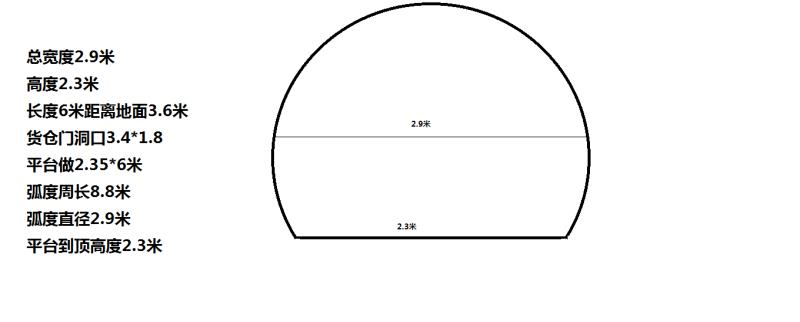 总宽度2.9米
高度2.3米
长度6米距离地面3.6米
货仓门洞口3.4*1.8
平台做2.35*6米
弧度周长8.8米
弧度直径2.9米
平台到顶高度2.3米
2.9米
2.3米